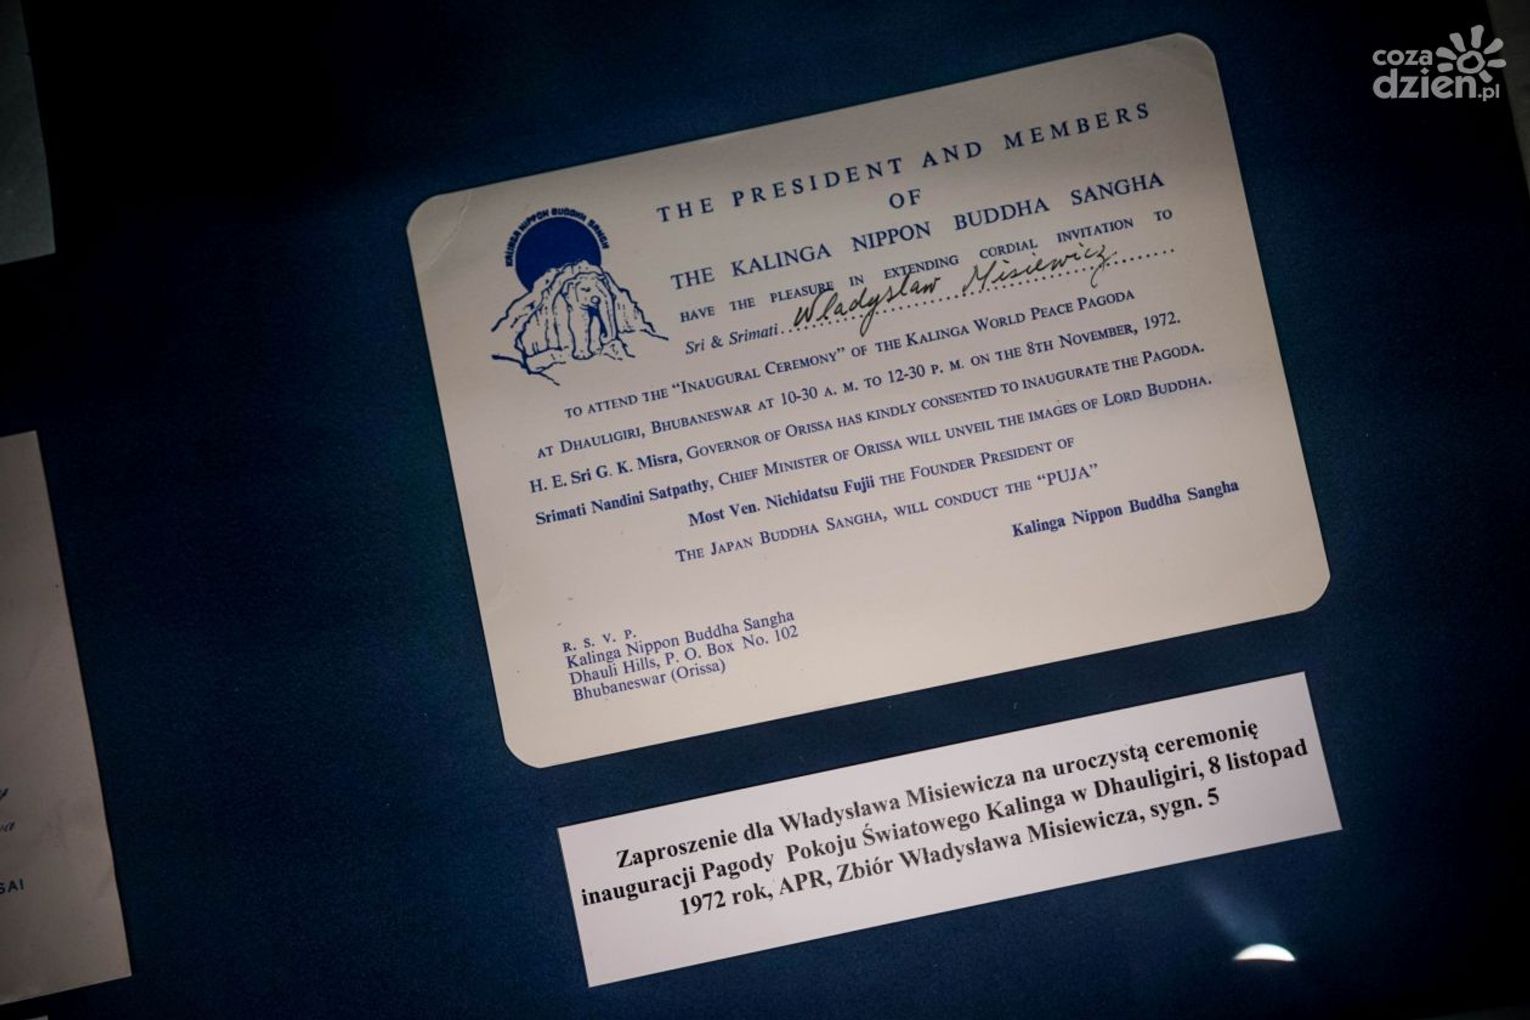 coza
dzien.pl
KALINGA NIPPON BUDDHA SANGHA
THE PRESIDENT AND MEMBERS
OF
THE KALINGA NIPPON BUDDHA SANGHA
HAVE THE PLEASURE IN EXTENDING CORDIAL INVITATION TO
Sri & Srimati Władysław Misiewicz
TO ATTEND THE “INAUGURAL CEREMONY” OF THE KALINGA WORLD PEACE PAGODA
AT DHAULIGIRI, BHUBANESWAR AT 10-30 A. M. TO 12-30 P. M. ON THE 8TH NOVEMBER, 1972.
H. E. Sri G. K. Misra, GOVERNOR OF ORISSA HAS KINDLY CONSENTED TO INAUGURATE THE PAGODA.
Srimati Nandini Satpathy, CHIEF MINISTER OF ORISSA WILL UNVEIL THE IMAGES OF LORD BUDDHA.
Most Ven. Nichidatsu Fujii THE FOUNDER PRESIDENT OF
THE JAPAN BUDDHA SANGHA, WILL CONDUCT THE “PUJA”
Kalinga Nippon Buddha Sangha
R. S. V. P.
Kalinga Nippon Buddha Sangha
Dhauli Hills, P. O. Box No. 102
Bhubaneswar (Orissa)
Zaproszenie dla Władysława Misiewicza na uroczystą ceremonię
inauguracji Pagody Pokoju Światowego Kalinga w Dhauligiri, 8 listopad
1972 rok, APR, Zbiór Władysława Misiewicza, sygn. 5